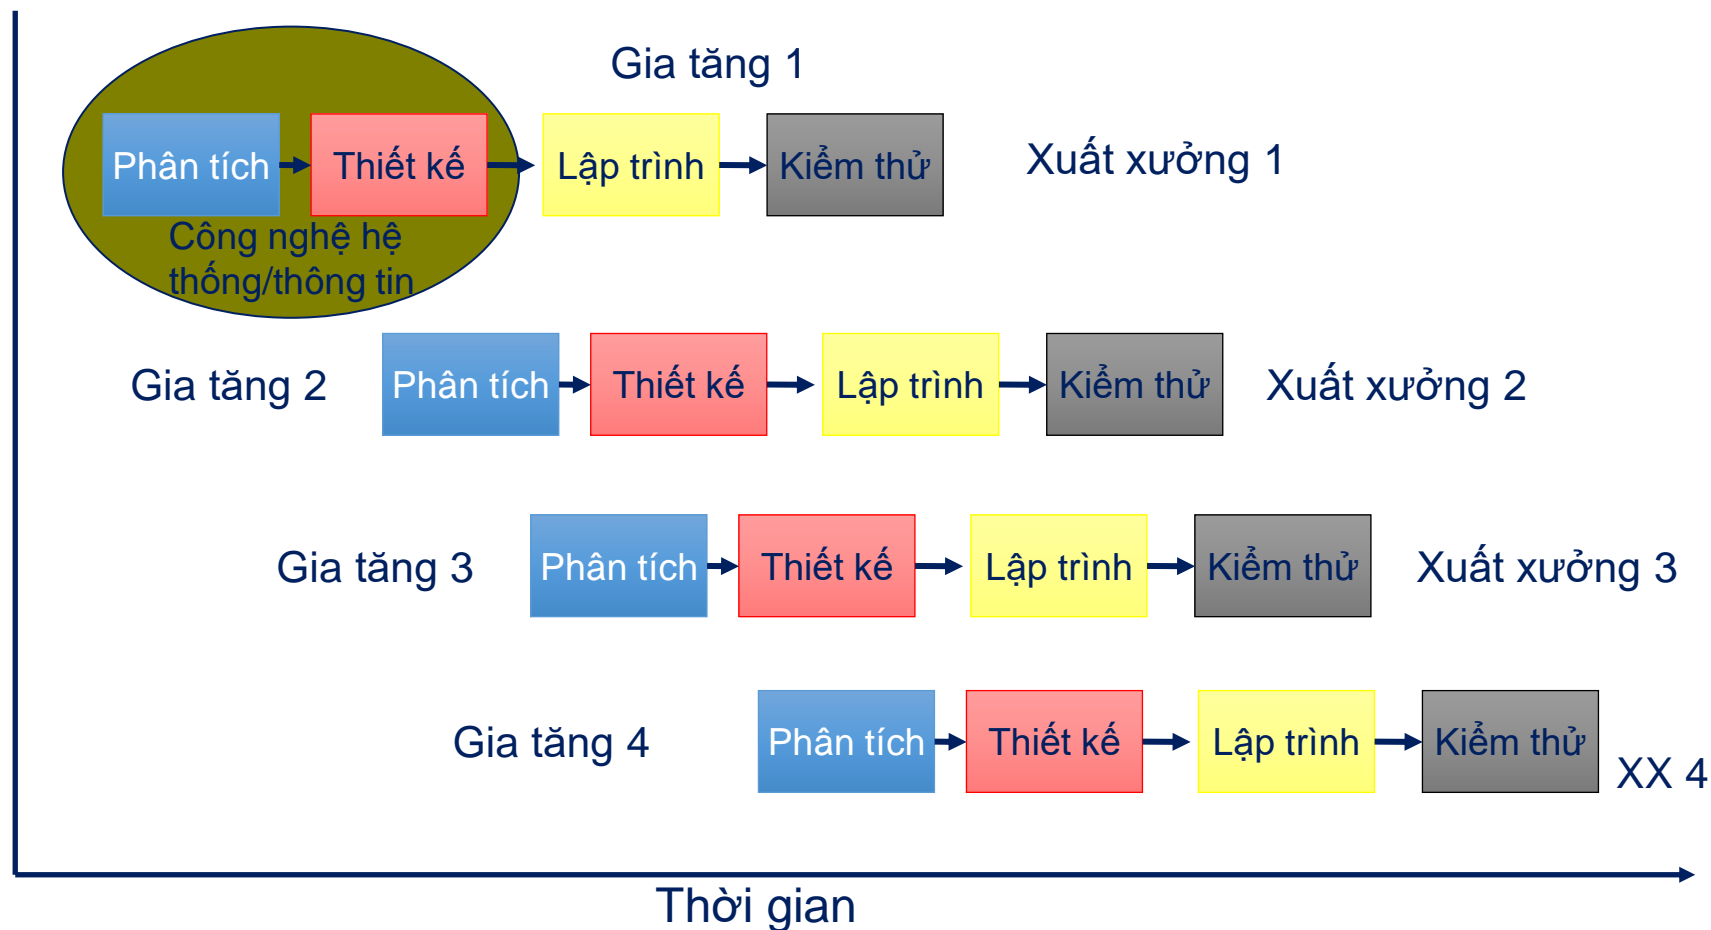 Gia tăng 1
Phân tích
Thiết kế
Lập trình
Kiểm thử
Xuất xưởng 1
Công nghệ hệ
thống/thông tin
Gia tăng 2
Phân tích
Thiết kế
Lập trình
Kiểm thử
Xuất xưởng 2
Gia tăng 3
Phân tích
Thiết kế
Lập trình
Kiểm thử
Xuất xưởng 3
Gia tăng 4
Phân tích
Thiết kế
Lập trình
Kiểm thử
XX 4
Thời gian